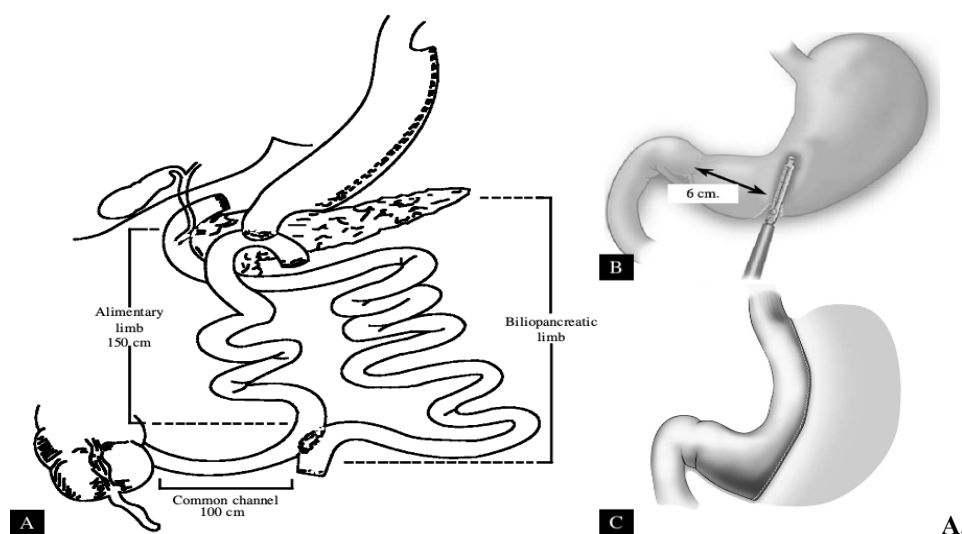 Alimentary
limb
150 cm
Biliopancreatic
limb
Common channel
100 cm
A
6 cm.
B
C
A.